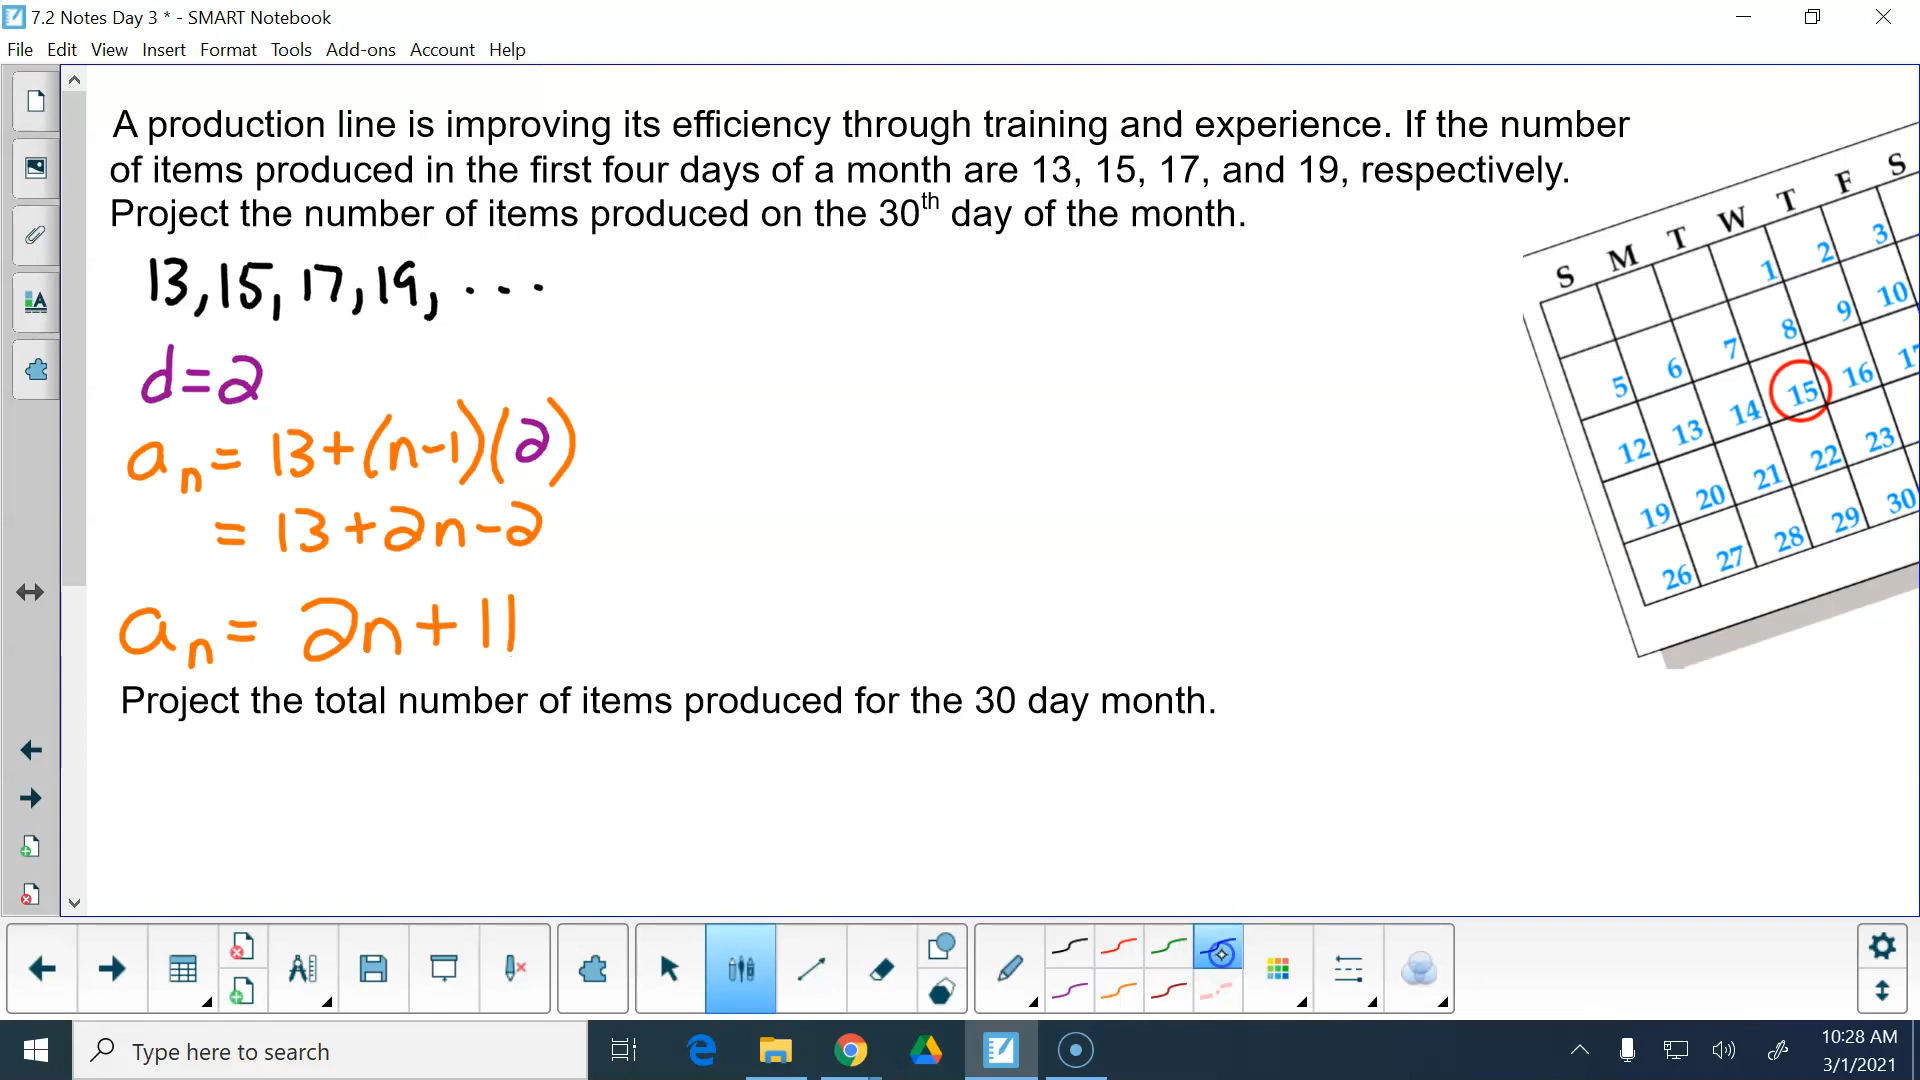 7.2 Notes Day 3 * - SMART Notebook
File Edit View Insert Format Tools Add-ons Account Help
A production line is improving its efficiency through training and experience. If the number
of items produced in the first four days of a month are 13, 15, 17, and 19, respectively.
Project the number of items produced on the 30th day of the month.
13, 15, 17, 19, ...
d=2
an = 13+(n-1)(2)
= 13+2n-2
an = 2n+11
Project the total number of items produced for the 30 day month.
S M T W T F S
1 2 3
5 6 7 8 9 10
12 13 14 15 16 17
19 20 21 22 23
26 27 28 29 30
Type here to search
10:28 AM
3/1/2021